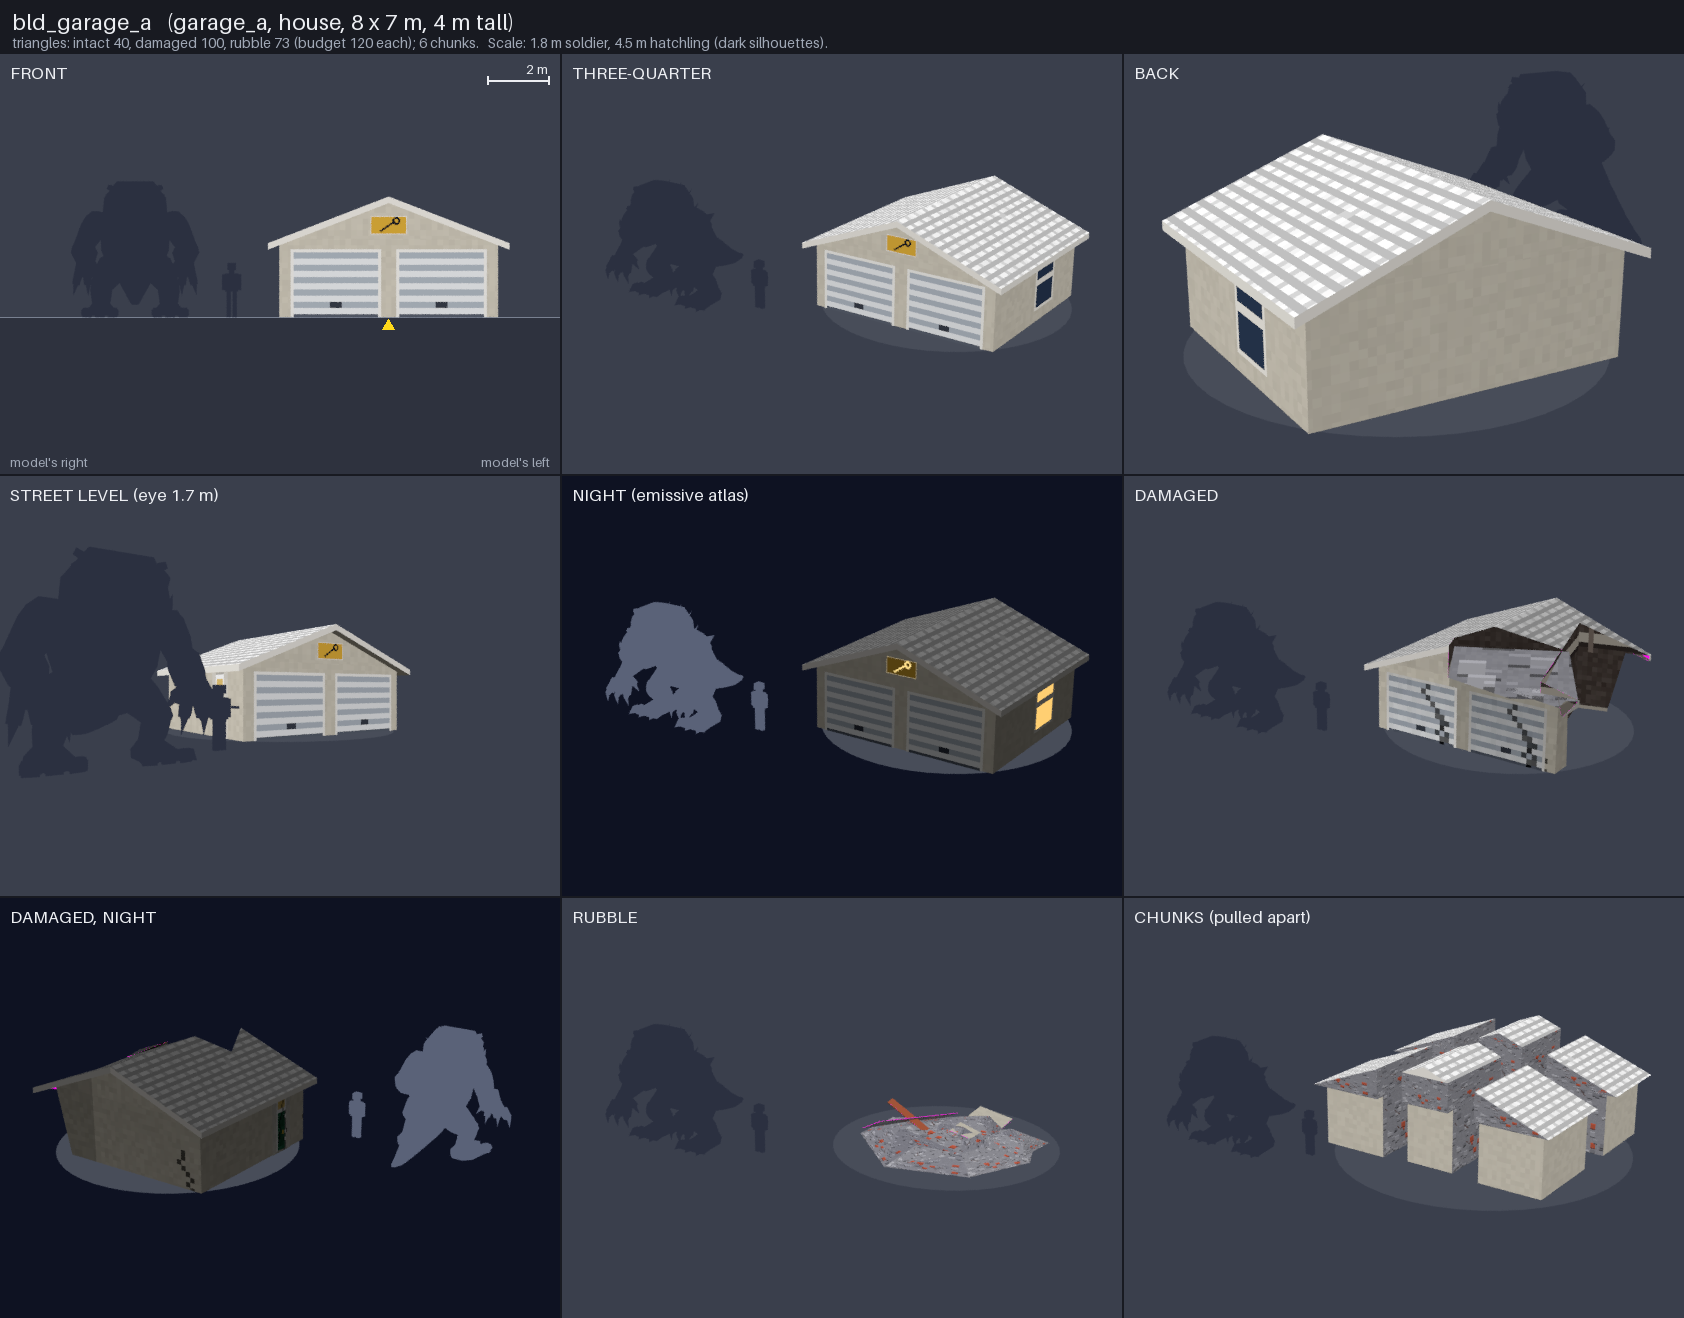 bld_garage_a (garage_a, house, 8 x 7 m, 4 m tall)
triangles: intact 40, damaged 100, rubble 73 (budget 120 each); 6 chunks. Scale: 1.8 m soldier, 4.5 m hatchling (dark silhouettes).
FRONT
2 m
THREE-QUARTER
BACK
model's right
model's left
STREET LEVEL (eye 1.7 m)
NIGHT (emissive atlas)
DAMAGED
DAMAGED, NIGHT
RUBBLE
CHUNKS (pulled apart)